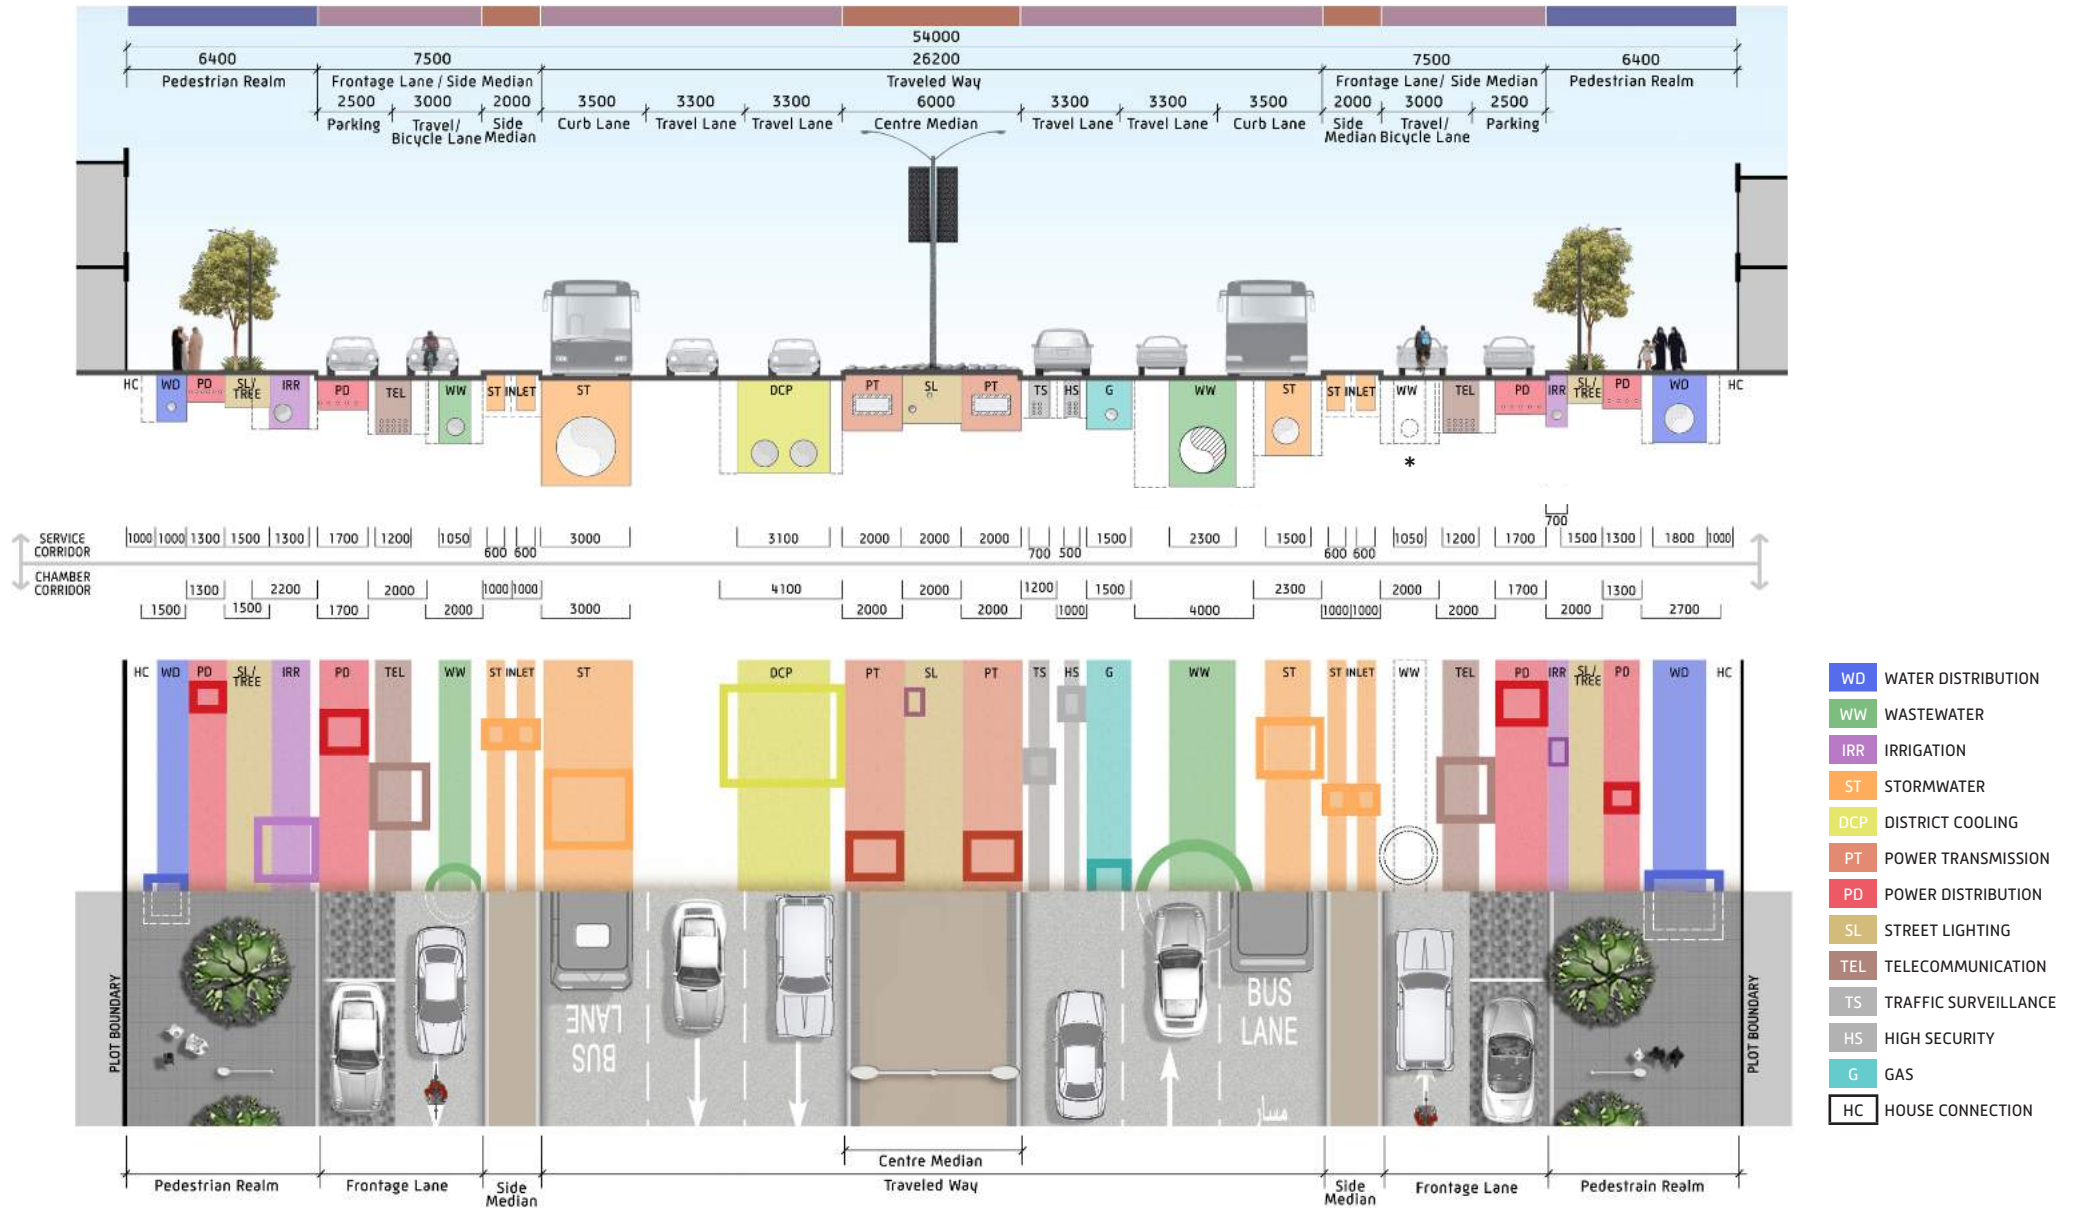 54000
6400 7500 26200 7500 6400
Pedestrian Realm Frontage Lane / Side Median Traveled Way Frontage Lane/ Side Median Pedestrian Realm
2500 3000 2000 3500 3300 3300 6000 3300 3300 3500 2000 3000 2500
Parking Travel/ Side Curb Lane Travel Lane Travel Lane Centre Median Travel Lane Travel Lane Curb Lane Side Travel/ Parking
Bicycle Lane Median Median Bicycle Lane
HC WD PD SL/ IRR PD TEL WW ST INLET ST DCP PT SL PT TS HS G WW ST ST INLET WW TEL PD IRR SL/ PD WD HC
TREE TREE
*
700
SERVICE 1000 1000 1300 1500 1300 1700 1200 1050 3000 3100 2000 2000 2000 1500 2300 1500 1050 1200 1700 1500 1300 1800 1000
CORRIDOR 600 600 700 500 600 600
CHAMBER 1300 2200 2000 1000 1000 4100 2000 1200 1500 2300 2000 1700 1300
CORRIDOR
1500 1500 1700 2000 3000 2000 2000 1000 4000 1000 1000 2000 2000 2700
HC WD PD SL/ IRR PD TEL WW ST INLET ST DCP PT SL PT TS HS G WW ST ST INLET WW TEL PD IRR SL/ PD WD HC
TREE TREE
PLOT BOUNDARY
BUS
LANE
BUS
LANE
مسار
PLOT BOUNDARY
Centre Median
Pedestrian Realm Frontage Lane Side Traveled Way Side Frontage Lane Pedestrain Realm
Median Median
WD WATER DISTRIBUTION
WW WASTEWATER
IRR IRRIGATION
ST STORMWATER
DCP DISTRICT COOLING
PT POWER TRANSMISSION
PD POWER DISTRIBUTION
SL STREET LIGHTING
TEL TELECOMMUNICATION
TS TRAFFIC SURVEILLANCE
HS HIGH SECURITY
G GAS
HC HOUSE CONNECTION